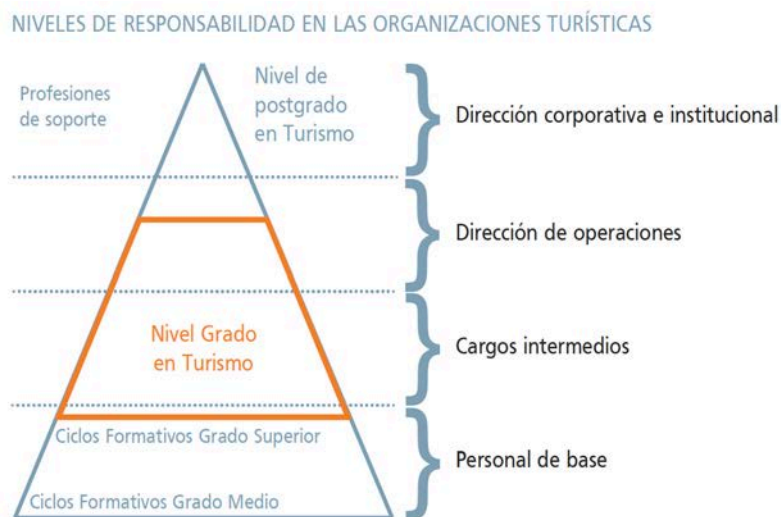 NIVELES DE RESPONSABILIDAD EN LAS ORGANIZACIONES TURÍSTICAS
Profesiones
de soporte
Nivel de
postgrado
en Turismo
Dirección corporativa e institucional
Dirección de operaciones
Nivel Grado
en Turismo
Cargos intermedios
Ciclos Formativos Grado Superior
Personal de base
Ciclos Formativos Grado Medio